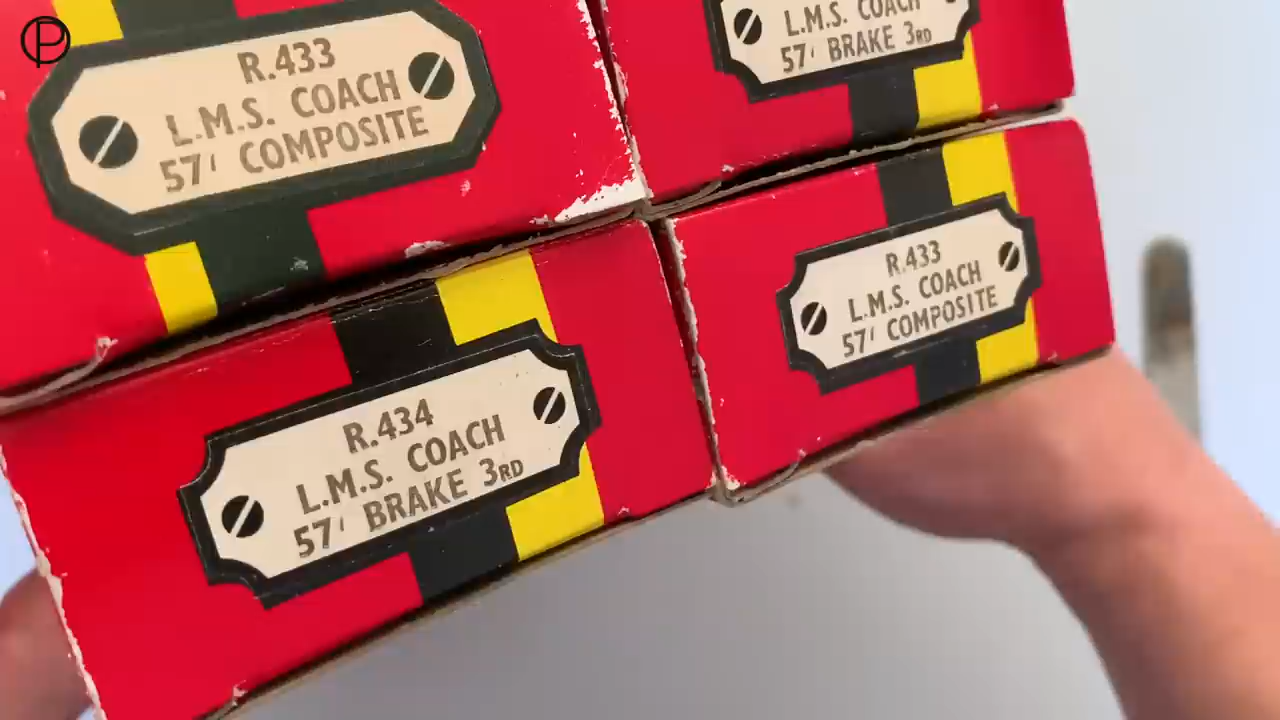 R.433
L.M.S. COACH
57' COMPOSITE
L.M.S. COACH
57' BRAKE 3RD
R.434
L.M.S. COACH
57' BRAKE 3RD
R.433
L.M.S. COACH
57' COMPOSITE